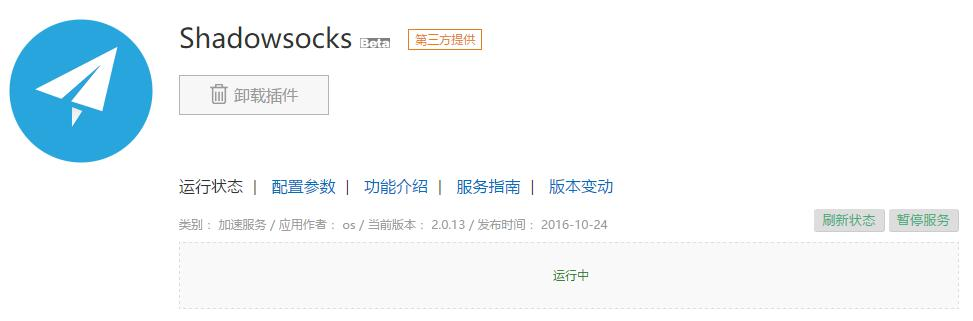 Shadowsocks Beta 第三方提供
卸载插件
运行状态 | 配置参数 | 功能介绍 | 服务指南 | 版本变动
类别： 加速服务 / 应用作者： os / 当前版本： 2.0.13 / 发布时间： 2016-10-24 刷新状态 暂停服务
运行中